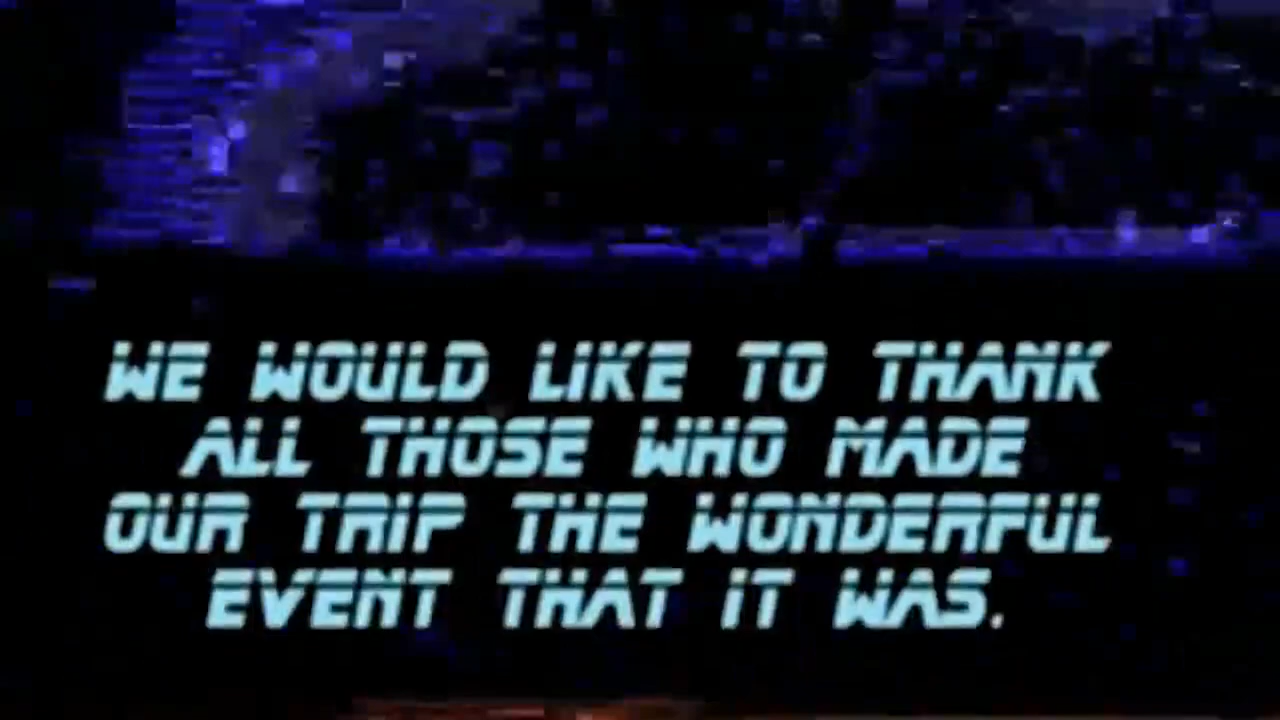 WE WOULD LIKE TO THANK
ALL THOSE WHO MADE
OUR TRIP THE WONDERFUL
EVENT THAT IT WAS.